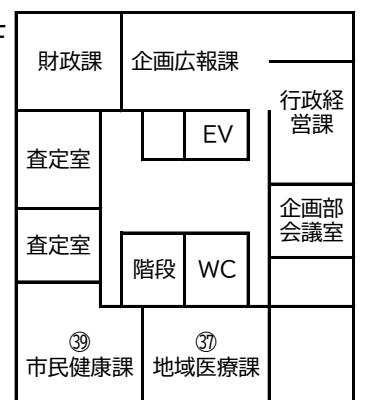 財政課
企画広報課
行政経
営課
EV
査定室
企画部
会議室
査定室
階段
WC
㊴
市民健康課
㊲
地域医療課